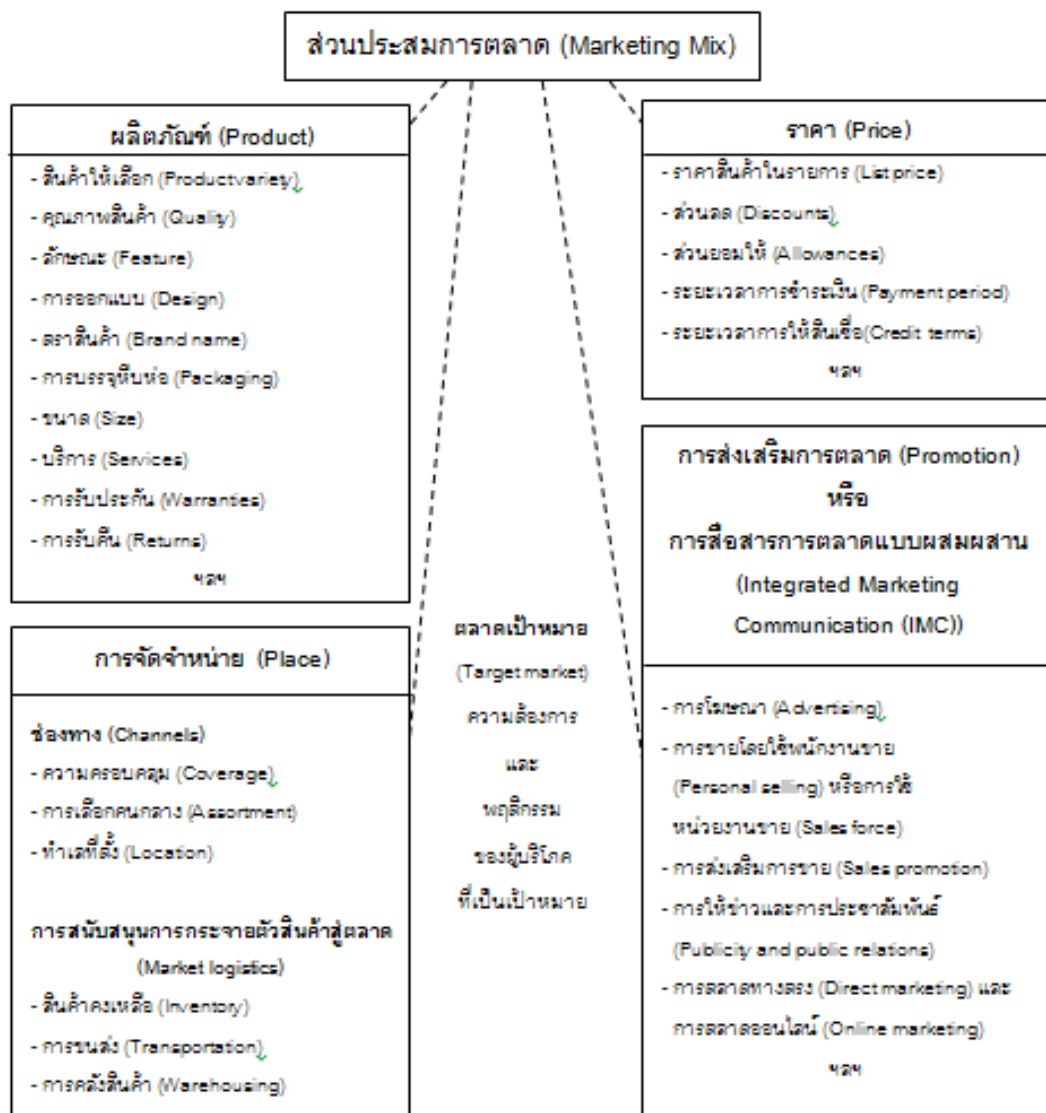 ส่วนประสมการตลาด (Marketing Mix)
ผลิตภัณฑ์ (Product)
- สินค้าให้เลือก (Productvariety)
- คุณภาพสินค้า (Quality)
- ลักษณะ (Feature)
- การออกแบบ (Design)
- ตราสินค้า (Brand name)
- การบรรจุหีบห่อ (Packaging)
- ขนาด (Size)
- บริการ (Services)
- การรับประกัน (Warranties)
- การรับคืน (Returns)
ฯลฯ
ราคา (Price)
- ราคาสินค้าในรายการ (List price)
- ส่วนลด (Discounts)
- ส่วนยอมให้ (Allowances)
- ระยะเวลาการชำระเงิน (Payment period)
- ระยะเวลาการให้สินเชื่อ(Credit terms)
ฯลฯ
การจัดจำหน่าย (Place)
ช่องทาง (Channels)
- ความครอบคลุม (Coverage)
- การเลือกคนกลาง (Assortment)
- ทำเลที่ตั้ง (Location)
การสนับสนุนการกระจายตัวสินค้าสู่ตลาด
(Market logistics)
- สินค้าคงเหลือ (Inventory)
- การขนส่ง (Transportation)
- การคลังสินค้า (Warehousing)
ตลาดเป้าหมาย
(Target market)
ความต้องการ
และ
พฤติกรรม
ของผู้บริโภค
ที่เป็นเป้าหมาย
การส่งเสริมการตลาด (Promotion)
หรือ
การสื่อสารการตลาดแบบผสมผสาน
(Integrated Marketing
Communication (IMC))
- การโฆษณา (Advertising)
- การขายโดยใช้พนักงานขาย
(Personal selling) หรือการใช้
หน่วยงานขาย (Sales force)
- การส่งเสริมการขาย (Sales promotion)
- การให้ข่าวและการประชาสัมพันธ์
(Publicity and public relations)
- การตลาดทางตรง (Direct marketing) และ
การตลาดออนไลน์ (Online marketing)
ฯลฯ